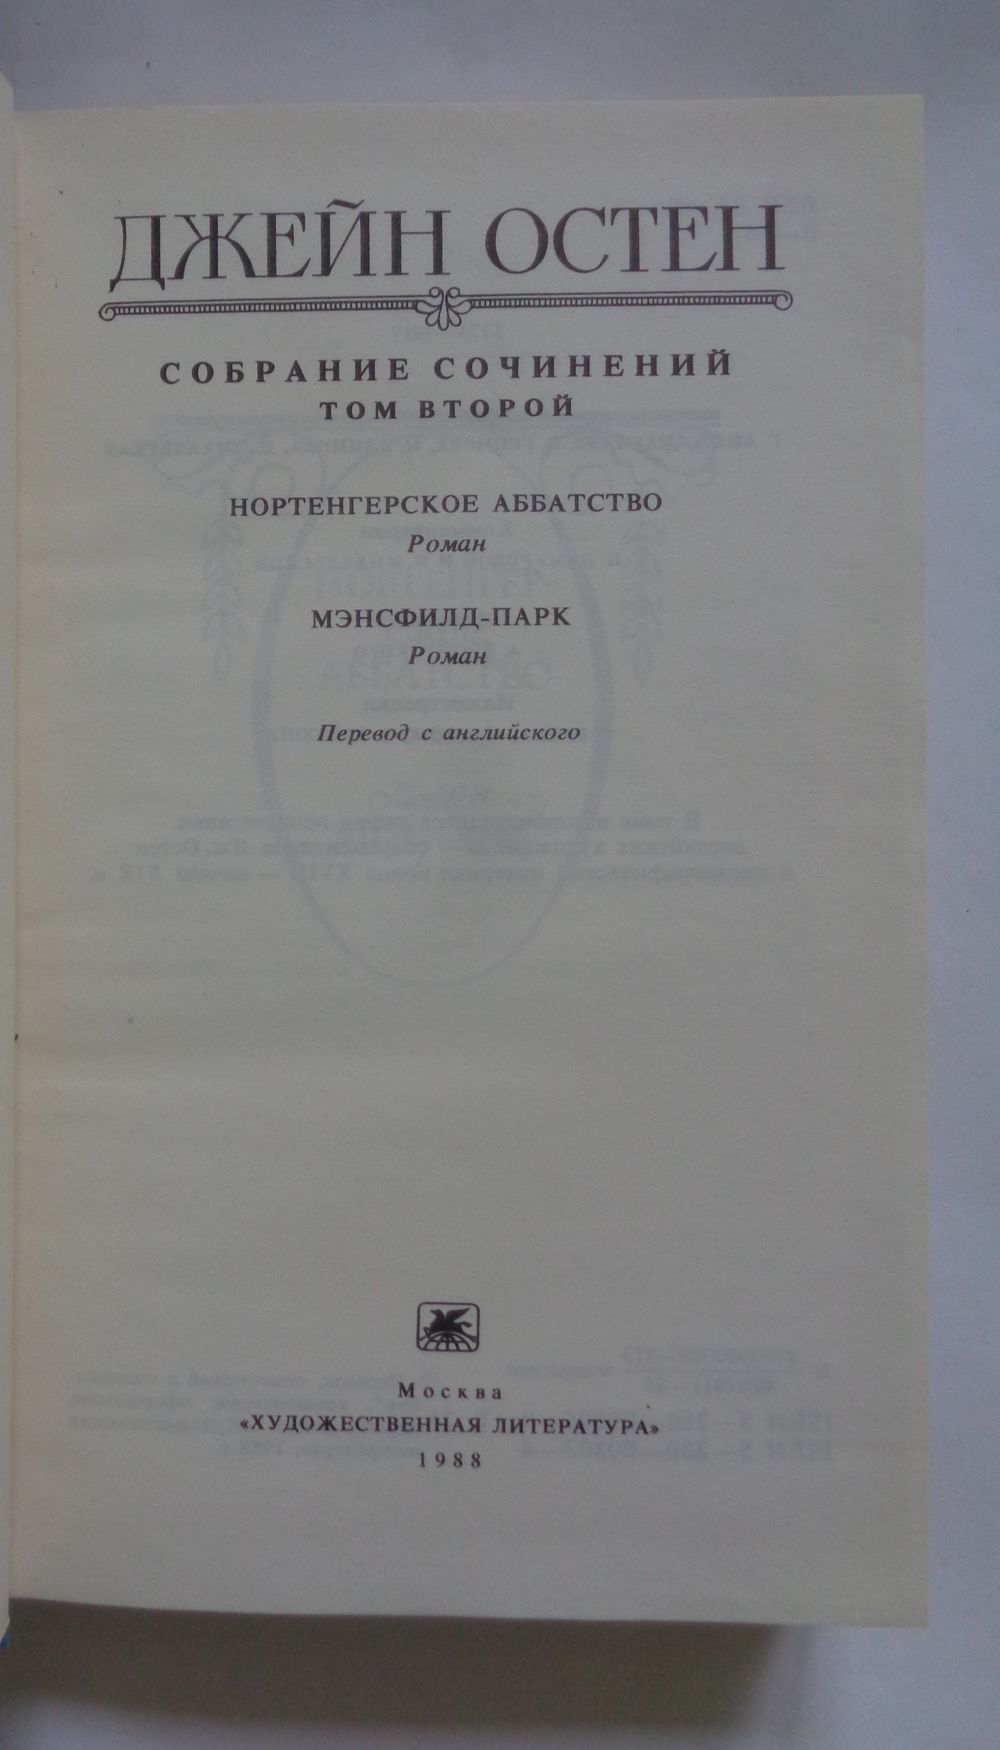 ДЖЕЙН ОСТЕН
СОБРАНИЕ СОЧИНЕНИЙ
ТОМ ВТОРОЙ
НОРТЕНГЕРСКОЕ АББАТСТВО
Роман
МЭНСФИЛД-ПАРК
Роман
Перевод с английского
Москва
«ХУДОЖЕСТВЕННАЯ ЛИТЕРАТУРА»
1988